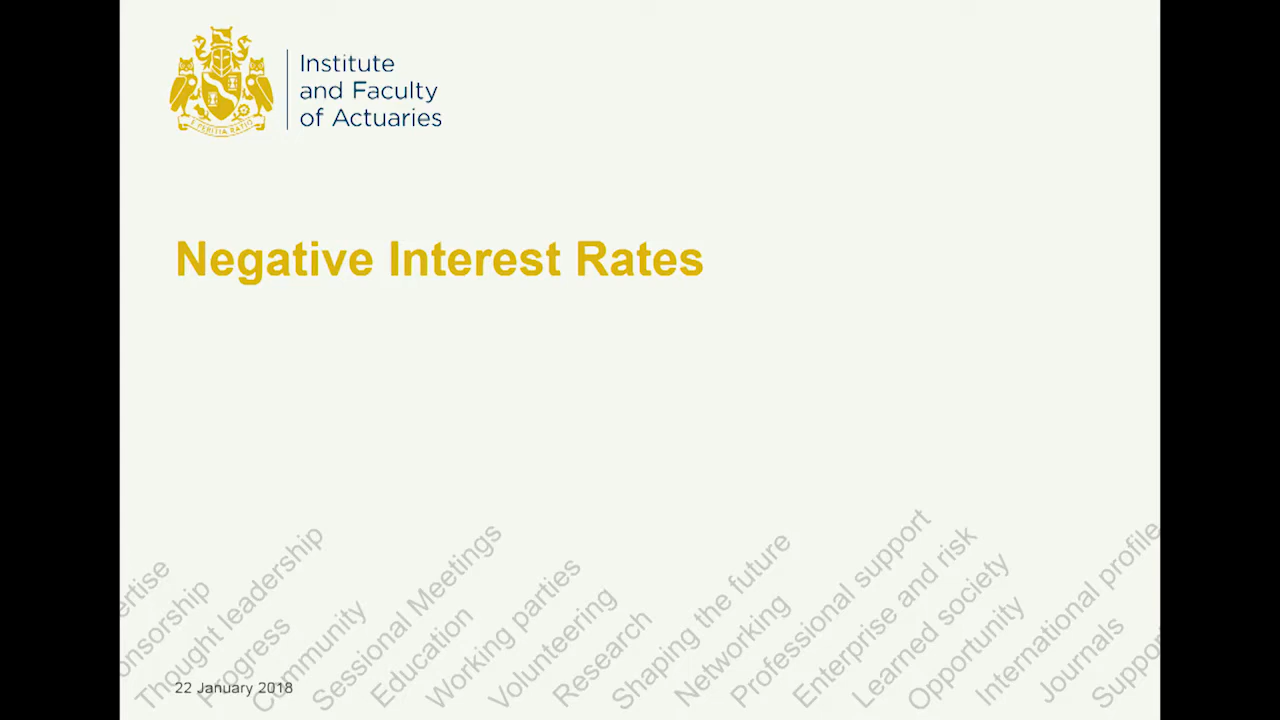 Institute
and Faculty
of Actuaries
Negative Interest Rates
Thought leadership
Progress
Community
Sessional Meetings
Education
Working parties
Volunteering
Research
Shaping the future
Networking
Professional support
Enterprise and risk
Learned society
Opportunity
International profile
Journals
22 January 2018